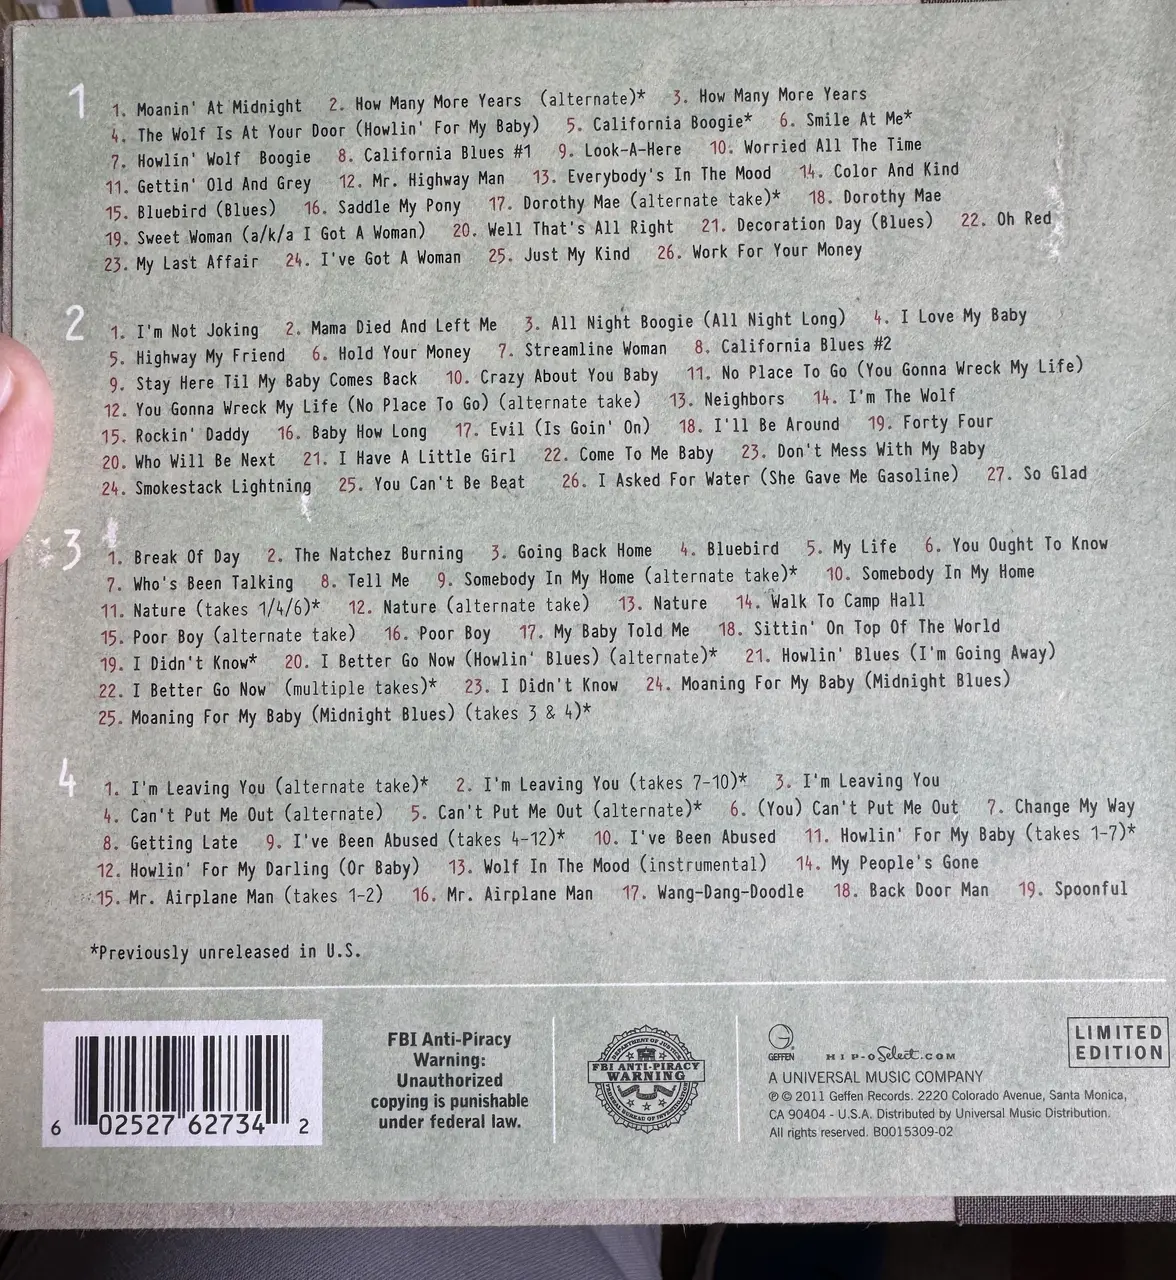 1
1. Moanin' At Midnight 2. How Many More Years (alternate)* 3. How Many More Years
4. The Wolf Is At Your Door (Howlin' For My Baby) 5. California Boogie* 6. Smile At Me*
7. Howlin' Wolf Boogie 8. California Blues #1 9. Look-A-Here 10. Worried All The Time
11. Gettin' Old And Grey 12. Mr. Highway Man 13. Everybody's In The Mood 14. Color And Kind
15. Bluebird (Blues) 16. Saddle My Pony 17. Dorothy Mae (alternate take)* 18. Dorothy Mae
19. Sweet Woman (a/k/a I Got A Woman) 20. Well That's All Right 21. Decoration Day (Blues) 22. Oh Red
23. My Last Affair 24. I've Got A Woman 25. Just My Kind 26. Work For Your Money
2
1. I'm Not Joking 2. Mama Died And Left Me 3. All Night Boogie (All Night Long) 4. I Love My Baby
5. Highway My Friend 6. Hold Your Money 7. Streamline Woman 8. California Blues #2
9. Stay Here Til My Baby Comes Back 10. Crazy About You Baby 11. No Place To Go (You Gonna Wreck My Life)
12. You Gonna Wreck My Life (No Place To Go) (alternate take) 13. Neighbors 14. I'm The Wolf
15. Rockin' Daddy 16. Baby How Long 17. Evil (Is Goin' On) 18. I'll Be Around 19. Forty Four
20. Who Will Be Next 21. I Have A Little Girl 22. Come To Me Baby 23. Don't Mess With My Baby
24. Smokestack Lightning 25. You Can't Be Beat 26. I Asked For Water (She Gave Me Gasoline) 27. So Glad
3
1. Break Of Day 2. The Natchez Burning 3. Going Back Home 4. Bluebird 5. My Life 6. You Ought To Know
7. Who's Been Talking 8. Tell Me 9. Somebody In My Home (alternate take)* 10. Somebody In My Home
11. Nature (takes 1/4/6)* 12. Nature (alternate take) 13. Nature 14. Walk To Camp Hall
15. Poor Boy (alternate take) 16. Poor Boy 17. My Baby Told Me 18. Sittin' On Top Of The World
19. I Didn't Know* 20. I Better Go Now (Howlin' Blues) (alternate)* 21. Howlin' Blues (I'm Going Away)
22. I Better Go Now (multiple takes)* 23. I Didn't Know 24. Moaning For My Baby (Midnight Blues)
25. Moaning For My Baby (Midnight Blues) (takes 3 & 4)*
4
1. I'm Leaving You (alternate take)* 2. I'm Leaving You (takes 7-10)* 3. I'm Leaving You
4. Can't Put Me Out (alternate) 5. Can't Put Me Out (alternate)* 6. (You) Can't Put Me Out 7. Change My Way
8. Getting Late 9. I've Been Abused (takes 4-12)* 10. I've Been Abused 11. Howlin' For My Baby (takes 1-7)*
12. Howlin' For My Darling (Or Baby) 13. Wolf In The Mood (instrumental) 14. My People's Gone
15. Mr. Airplane Man (takes 1-2) 16. Mr. Airplane Man 17. Wang-Dang-Doodle 18. Back Door Man 19. Spoonful
*Previously unreleased in U.S.
6 02527 62734 2
FBI Anti-Piracy
Warning:
Unauthorized
copying is punishable
under federal law.
DEPARTMENT OF JUSTICE
FBI ANTI-PIRACY
WARNING
FEDERAL BUREAU OF INVESTIGATION
GEFFEN
HIP-O Select.COM
A UNIVERSAL MUSIC COMPANY
℗ © 2011 Geffen Records. 2220 Colorado Avenue, Santa Monica,
CA 90404 - U.S.A. Distributed by Universal Music Distribution.
All rights reserved. B0015309-02
LIMITED
EDITION